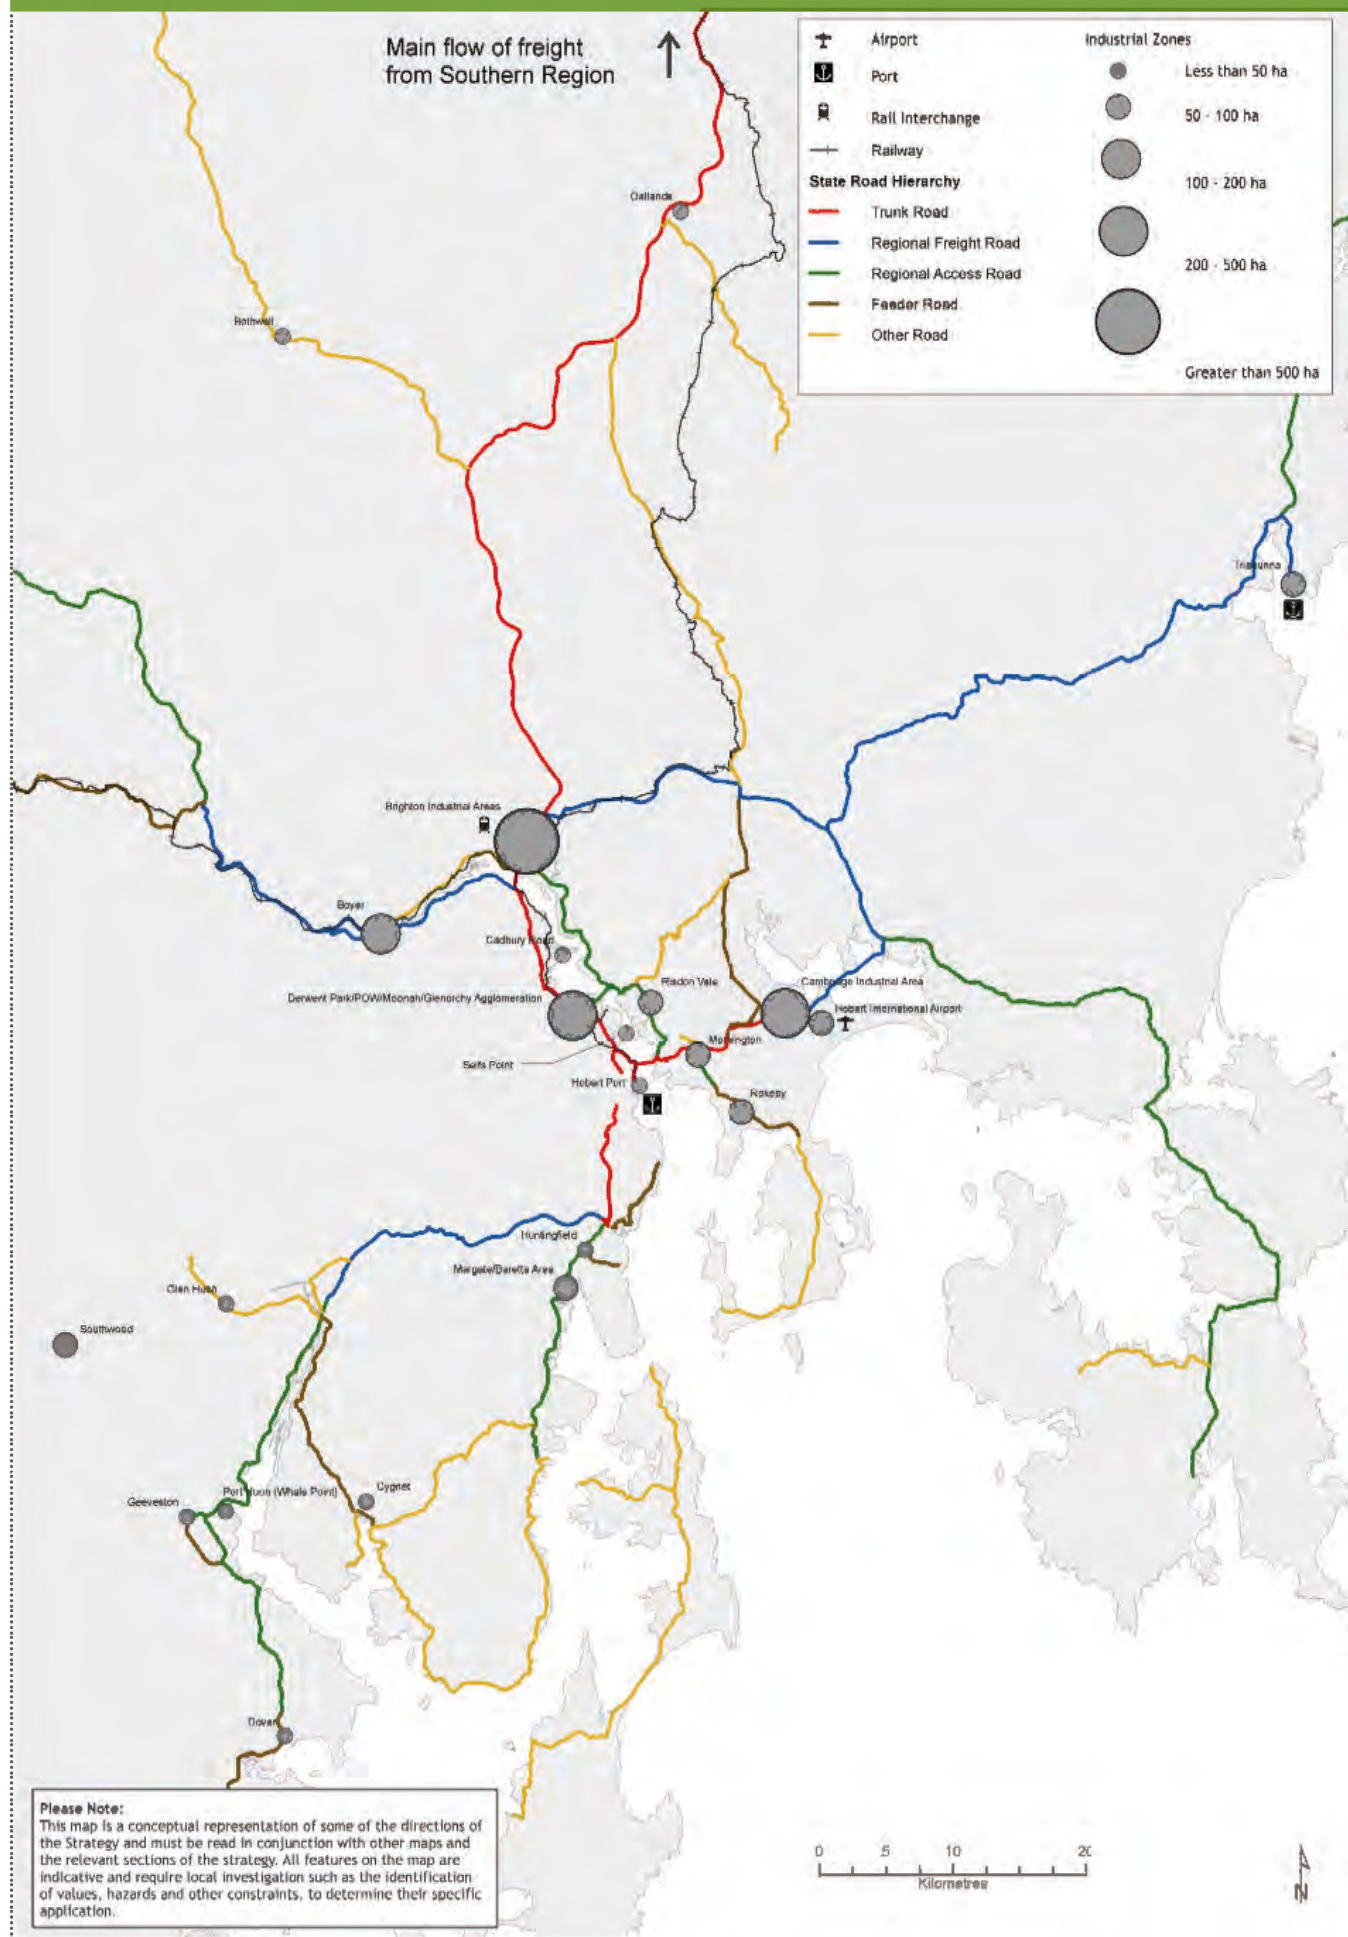 Main flow of freight
from Southern Region
Airport
Port
Rail Interchange
Railway
State Road Hierarchy
Trunk Road
Regional Freight Road
Regional Access Road
Feeder Road
Other Road
Industrial Zones
Less than 50 ha
50 - 100 ha
100 - 200 ha
200 - 500 ha
Greater than 500 ha
Oatlands
Bothwell
Triabunna
Brighton Industrial Areas
Boyer
Cadbury Road
Risdon Vale
Cambridge Industrial Area
Derwent Park/POW/Moonah/Glenorchy Agglomeration
Hobart International Airport
Mornington
Selfs Point
Hobart Port
Rokeby
Huntingfield
Margate/Baretta Area
Glen Huon
Southwood
Cygnet
Port Huon (Whale Point)
Geeveston
Dover
Please Note:
This map is a conceptual representation of some of the directions of
the Strategy and must be read in conjunction with other maps and
the relevant sections of the strategy. All features on the map are
indicative and require local investigation such as the identification
of values, hazards and other constraints, to determine their specific
application.
0 5 10 20
Kilometres
N